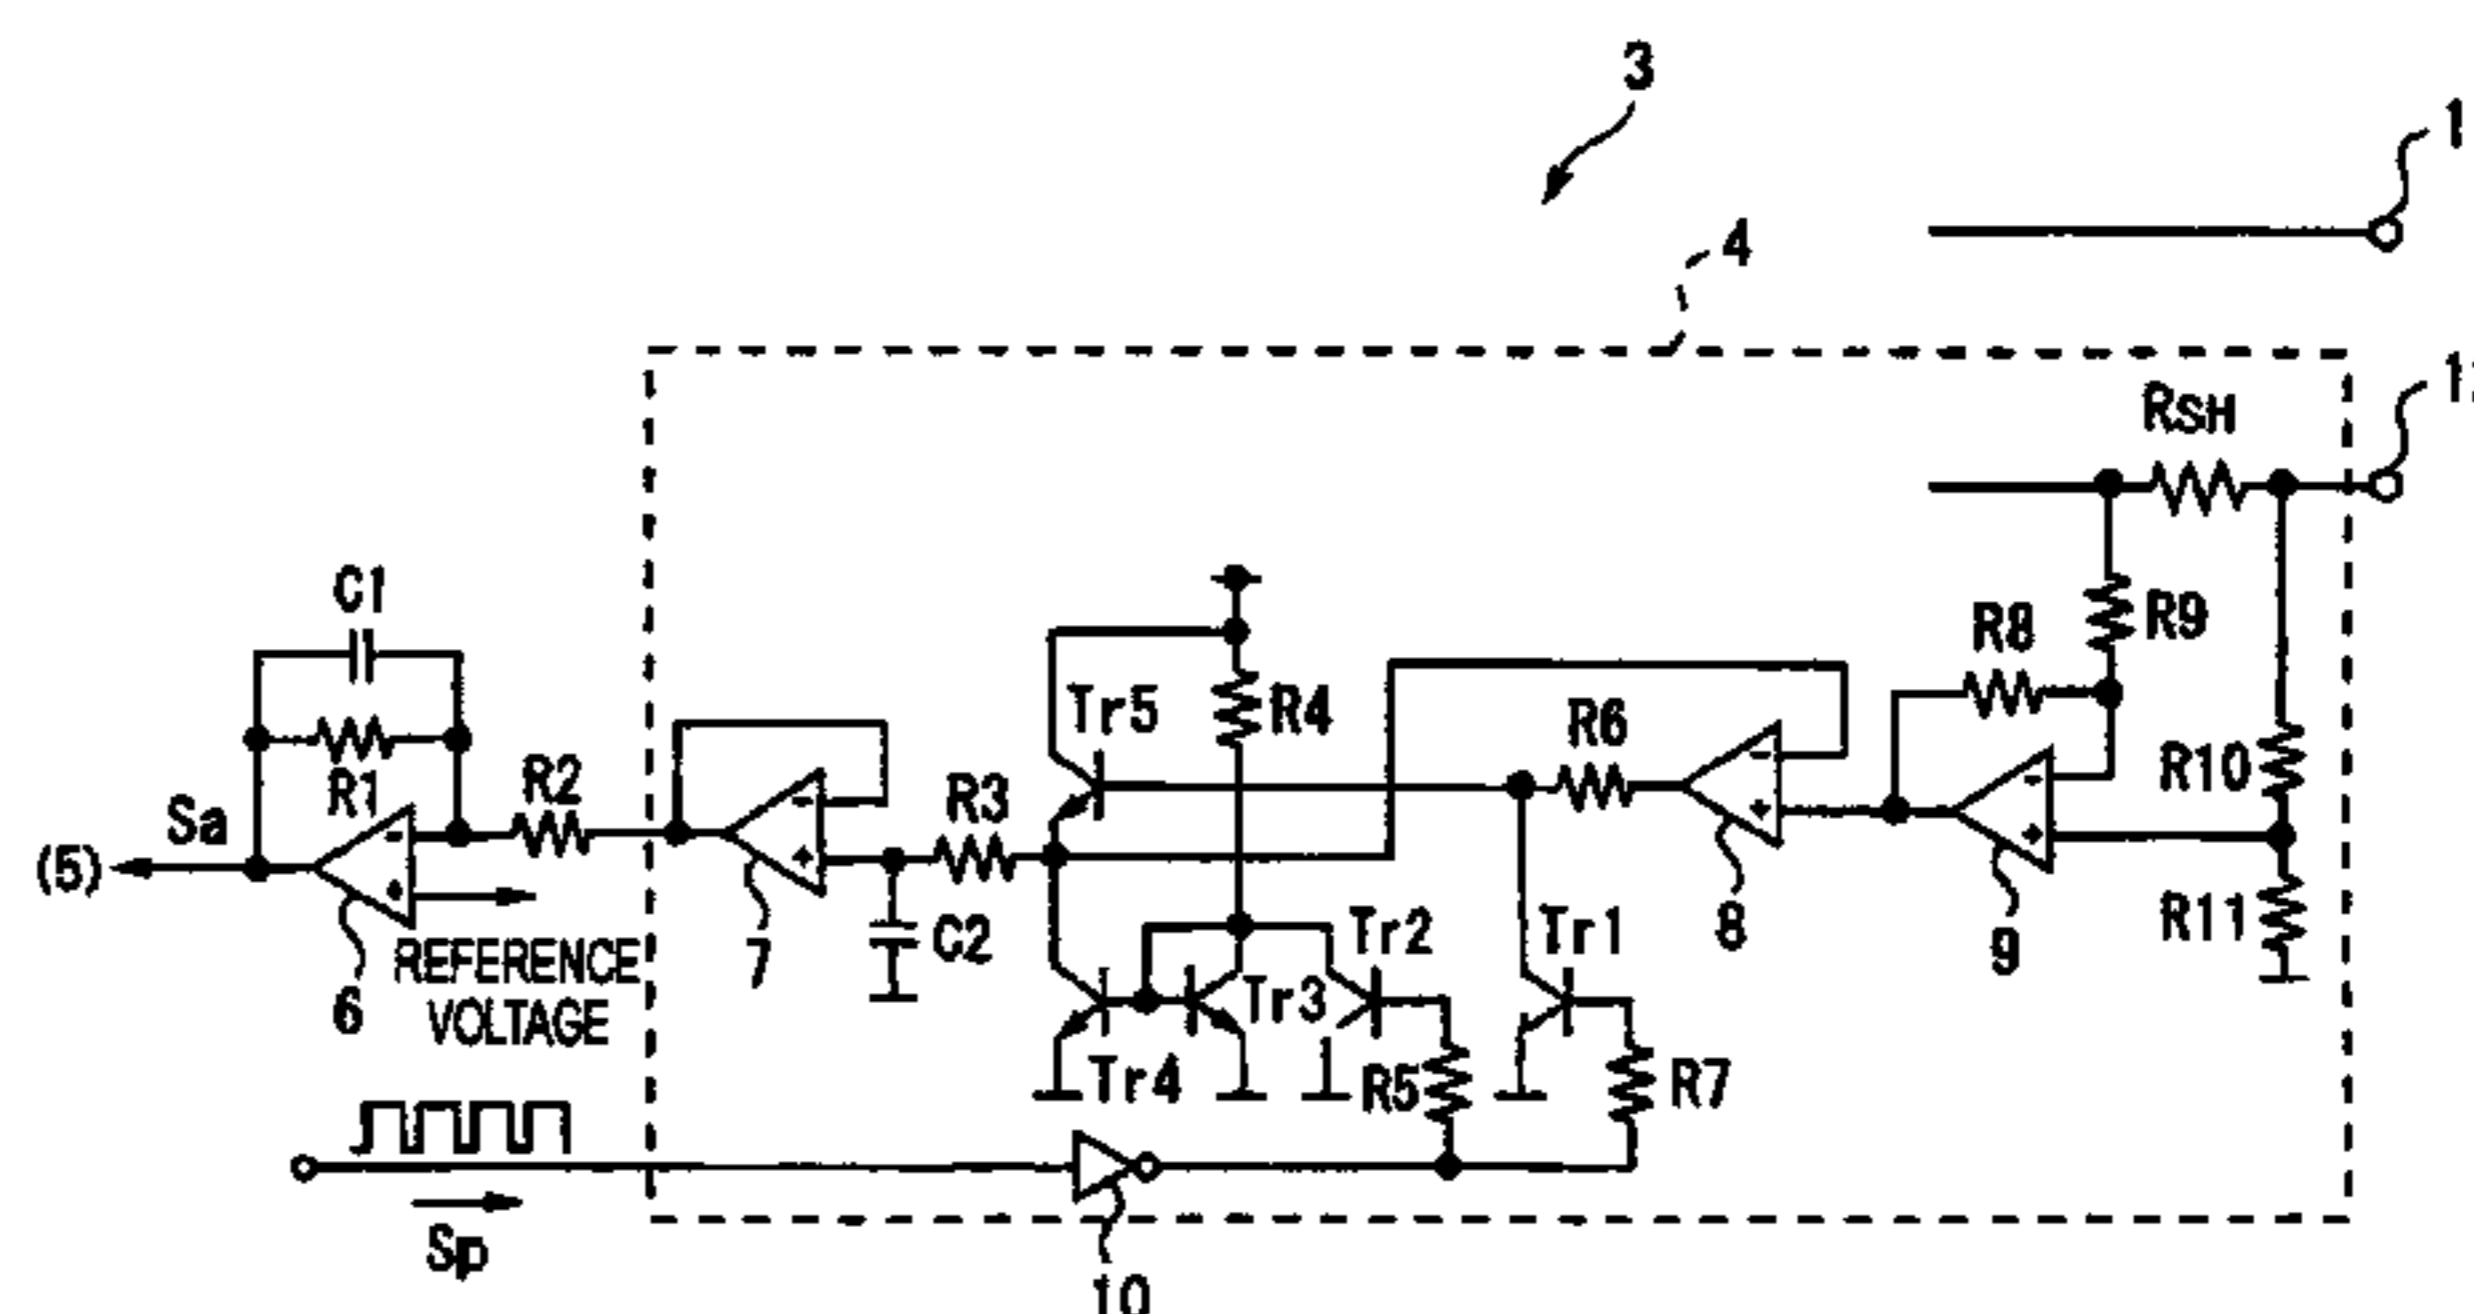 3
1
4
RSH
C1
R9
R8
Tr5
R4
R6
R10
R1
R2
R3
Sa
(5)
-
+
-
+
-
+
-
+
R11
Tr2
Tr1
8
9
C2
7
Tr3
REFERENCE
VOLTAGE
6
Tr4
R5
R7
Sp
10